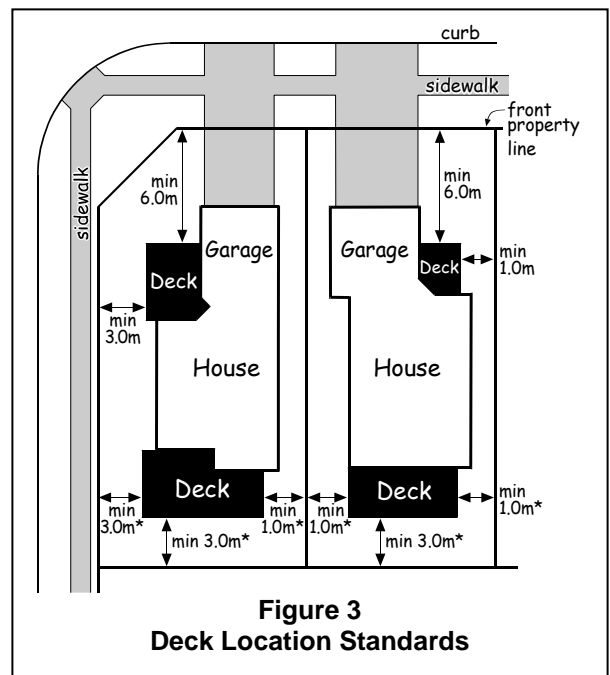 curb
sidewalk
front
property
line
sidewalk
min
6.0m
min
6.0m
Garage
Garage
min
1.0m
Deck
Deck
min
3.0m
House
House
Deck
Deck
min
3.0m*
min
1.0m*
min
1.0m*
min
1.0m*
min 3.0m*
min 3.0m*
Figure 3
Deck Location Standards